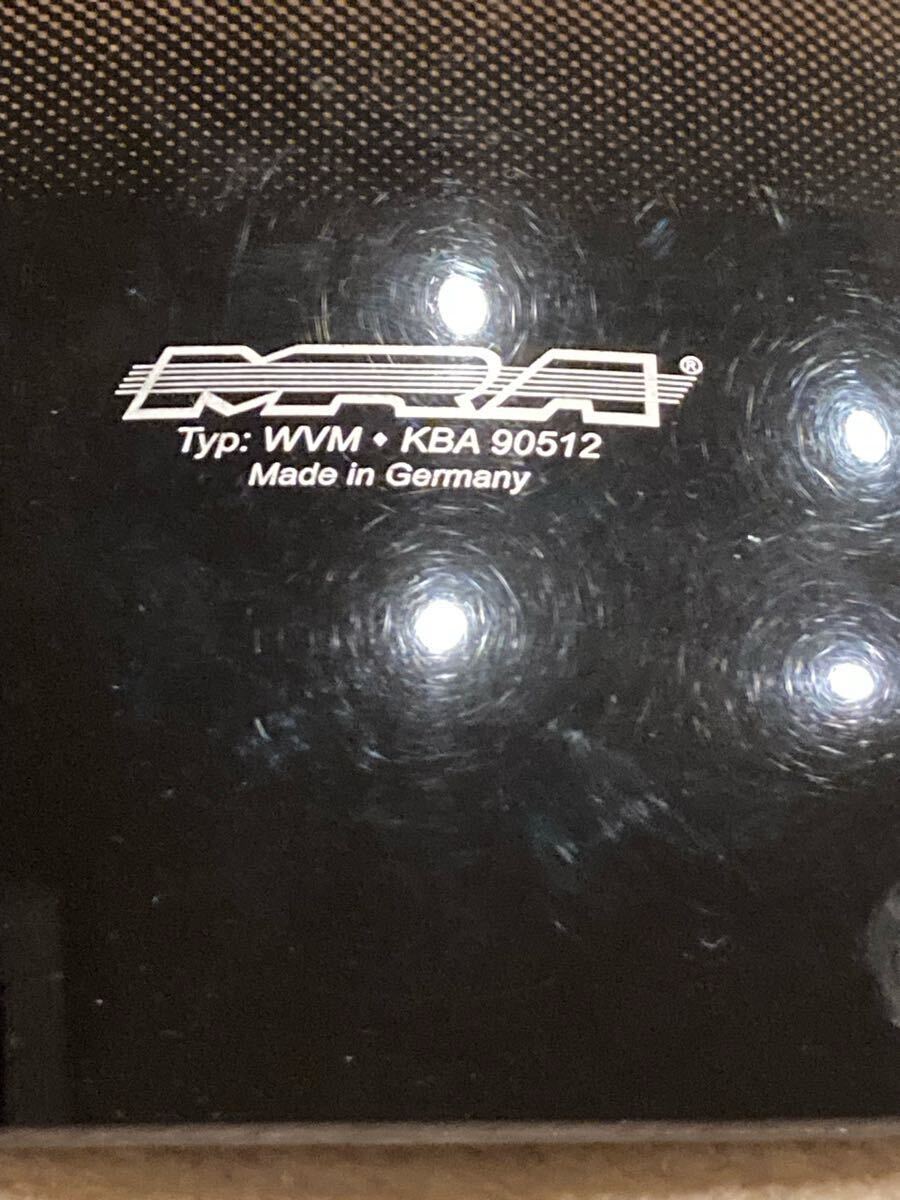 MRA®
Typ: WVM • KBA 90512
Made in Germany